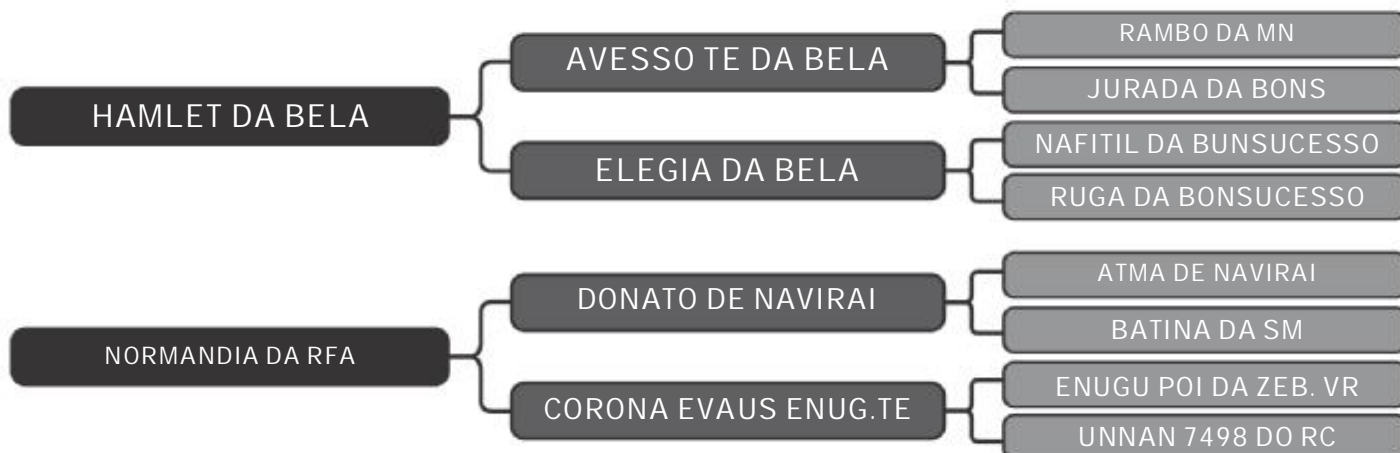 HAMLET DA BELA
AVESSO TE DA BELA
RAMBO DA MN
JURADA DA BONS
ELEGIA DA BELA
NAFITIL DA BUNSUCESSO
RUGA DA BONSUCESSO
NORMANDIA DA RFA
DONATO DE NAVIRAI
ATMA DE NAVIRAI
BATINA DA SM
CORONA EVAUS ENUG.TE
ENUGU POI DA ZEB. VR
UNNAN 7498 DO RC